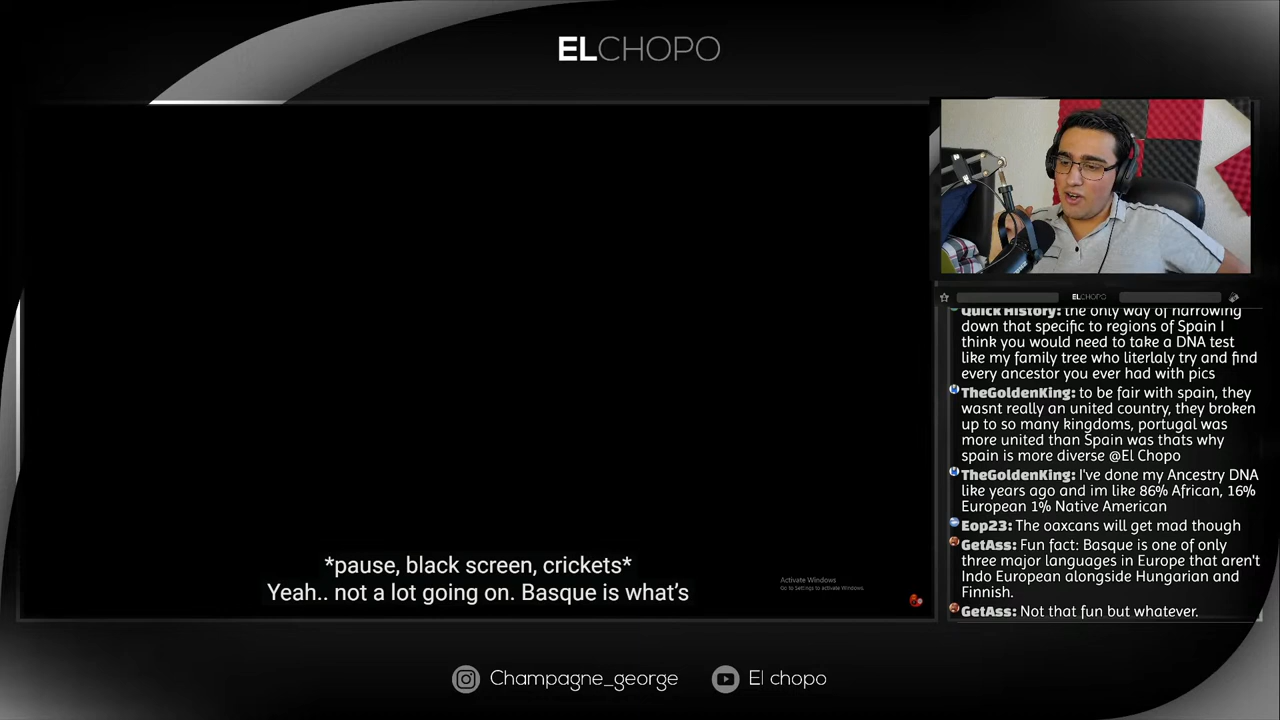 ELCHOPO
ELCHOPO
Quick History: the only way of narrowing
down that specific to regions of Spain I
think you would need to take a DNA test
like my family tree who literlaly try and find
every ancestor you ever had with pics
TheGoldenKing: to be fair with spain, they
wasnt really an united country, they broken
up to so many kingdoms, portugal was
more united than Spain was thats why
spain is more diverse @El Chopo
TheGoldenKing: I've done my Ancestry DNA
like years ago and im like 86% African, 16%
European 1% Native American
Eop23: The oaxcans will get mad though
GetAss: Fun fact: Basque is one of only
three major languages in Europe that aren't
Indo European alongside Hungarian and
Finnish.
GetAss: Not that fun but whatever.
*pause, black screen, crickets*
Yeah.. not a lot going on. Basque is what's
Activate Windows
Go to Settings to activate Windows.
Champagne_george
El chopo